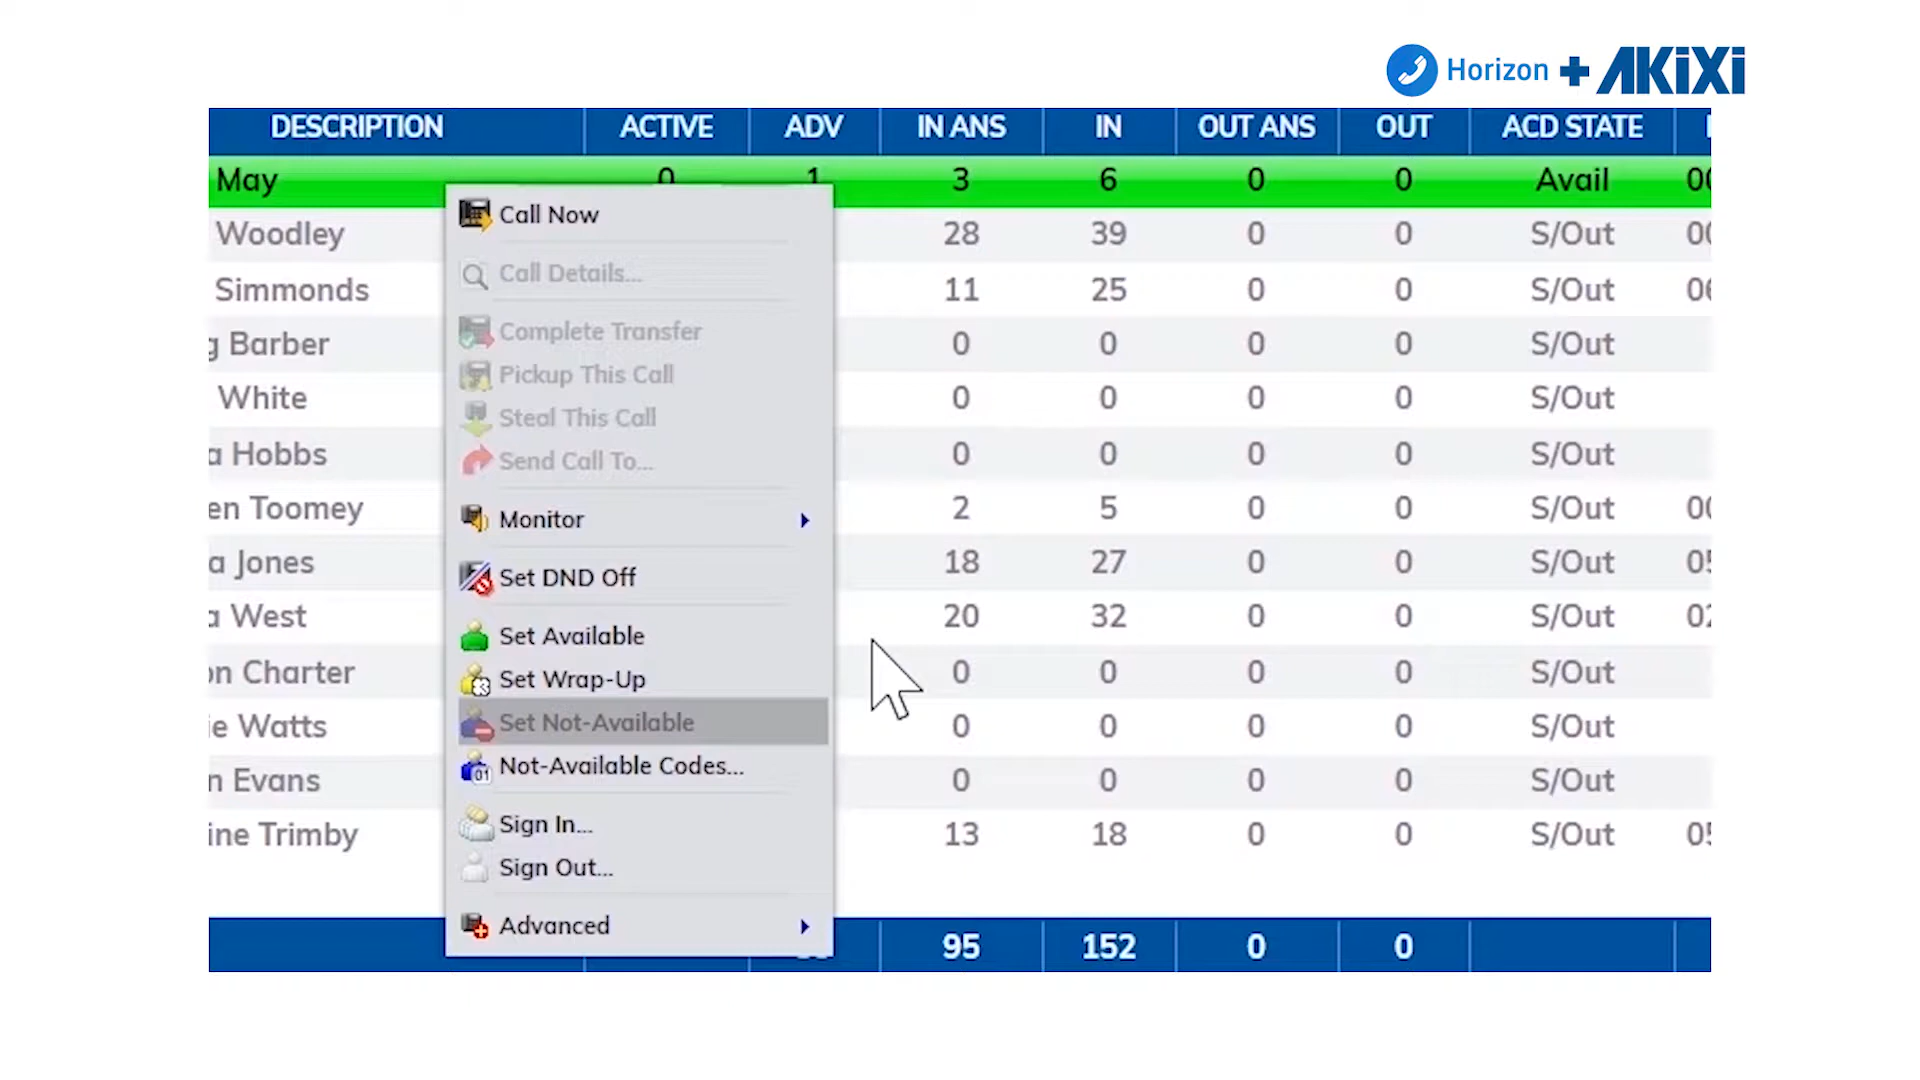 Horizon + AKiXi
DESCRIPTION ACTIVE ADV IN ANS IN OUT ANS OUT ACD STATE
May 0 1 3 6 0 0 Avail
Woodley 28 39 0 0 S/Out
Simmonds 11 25 0 0 S/Out
g Barber 0 0 0 0 S/Out
White 0 0 0 0 S/Out
a Hobbs 0 0 0 0 S/Out
en Toomey 2 5 0 0 S/Out
a Jones 18 27 0 0 S/Out
a West 20 32 0 0 S/Out
on Charter 0 0 0 0 S/Out
ie Watts 0 0 0 0 S/Out
n Evans 0 0 0 0 S/Out
ine Trimby 13 18 0 0 S/Out
95 152 0 0
Call Now
Call Details...
Complete Transfer
Pickup This Call
Steal This Call
Send Call To...
Monitor
Set DND Off
Set Available
Set Wrap-Up
Set Not-Available
Not-Available Codes...
Sign In...
Sign Out...
Advanced